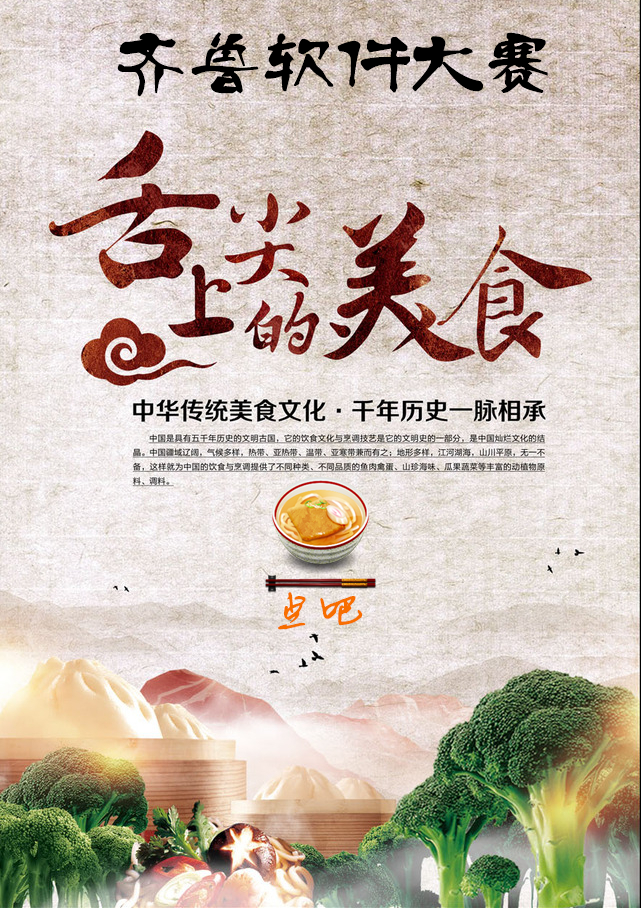 齐鲁软件大赛
舌尖上的美食
中华传统美食文化·千年历史一脉相承
中国是具有五千年历史的文明古国，它的饮食文化与烹调技艺是它的文明史的一部分，是中国灿烂文化的结
晶。中国疆域辽阔，气候多样，热带、亚热带、温带、亚寒带兼而有之；地形多样，江河湖海，山川平原，无一不
备，这样就为中国的饮食与烹调提供了不同种类、不同品质的鱼肉禽蛋、山珍海味、瓜果蔬菜等丰富的动植物原
料、调料。
旦吧